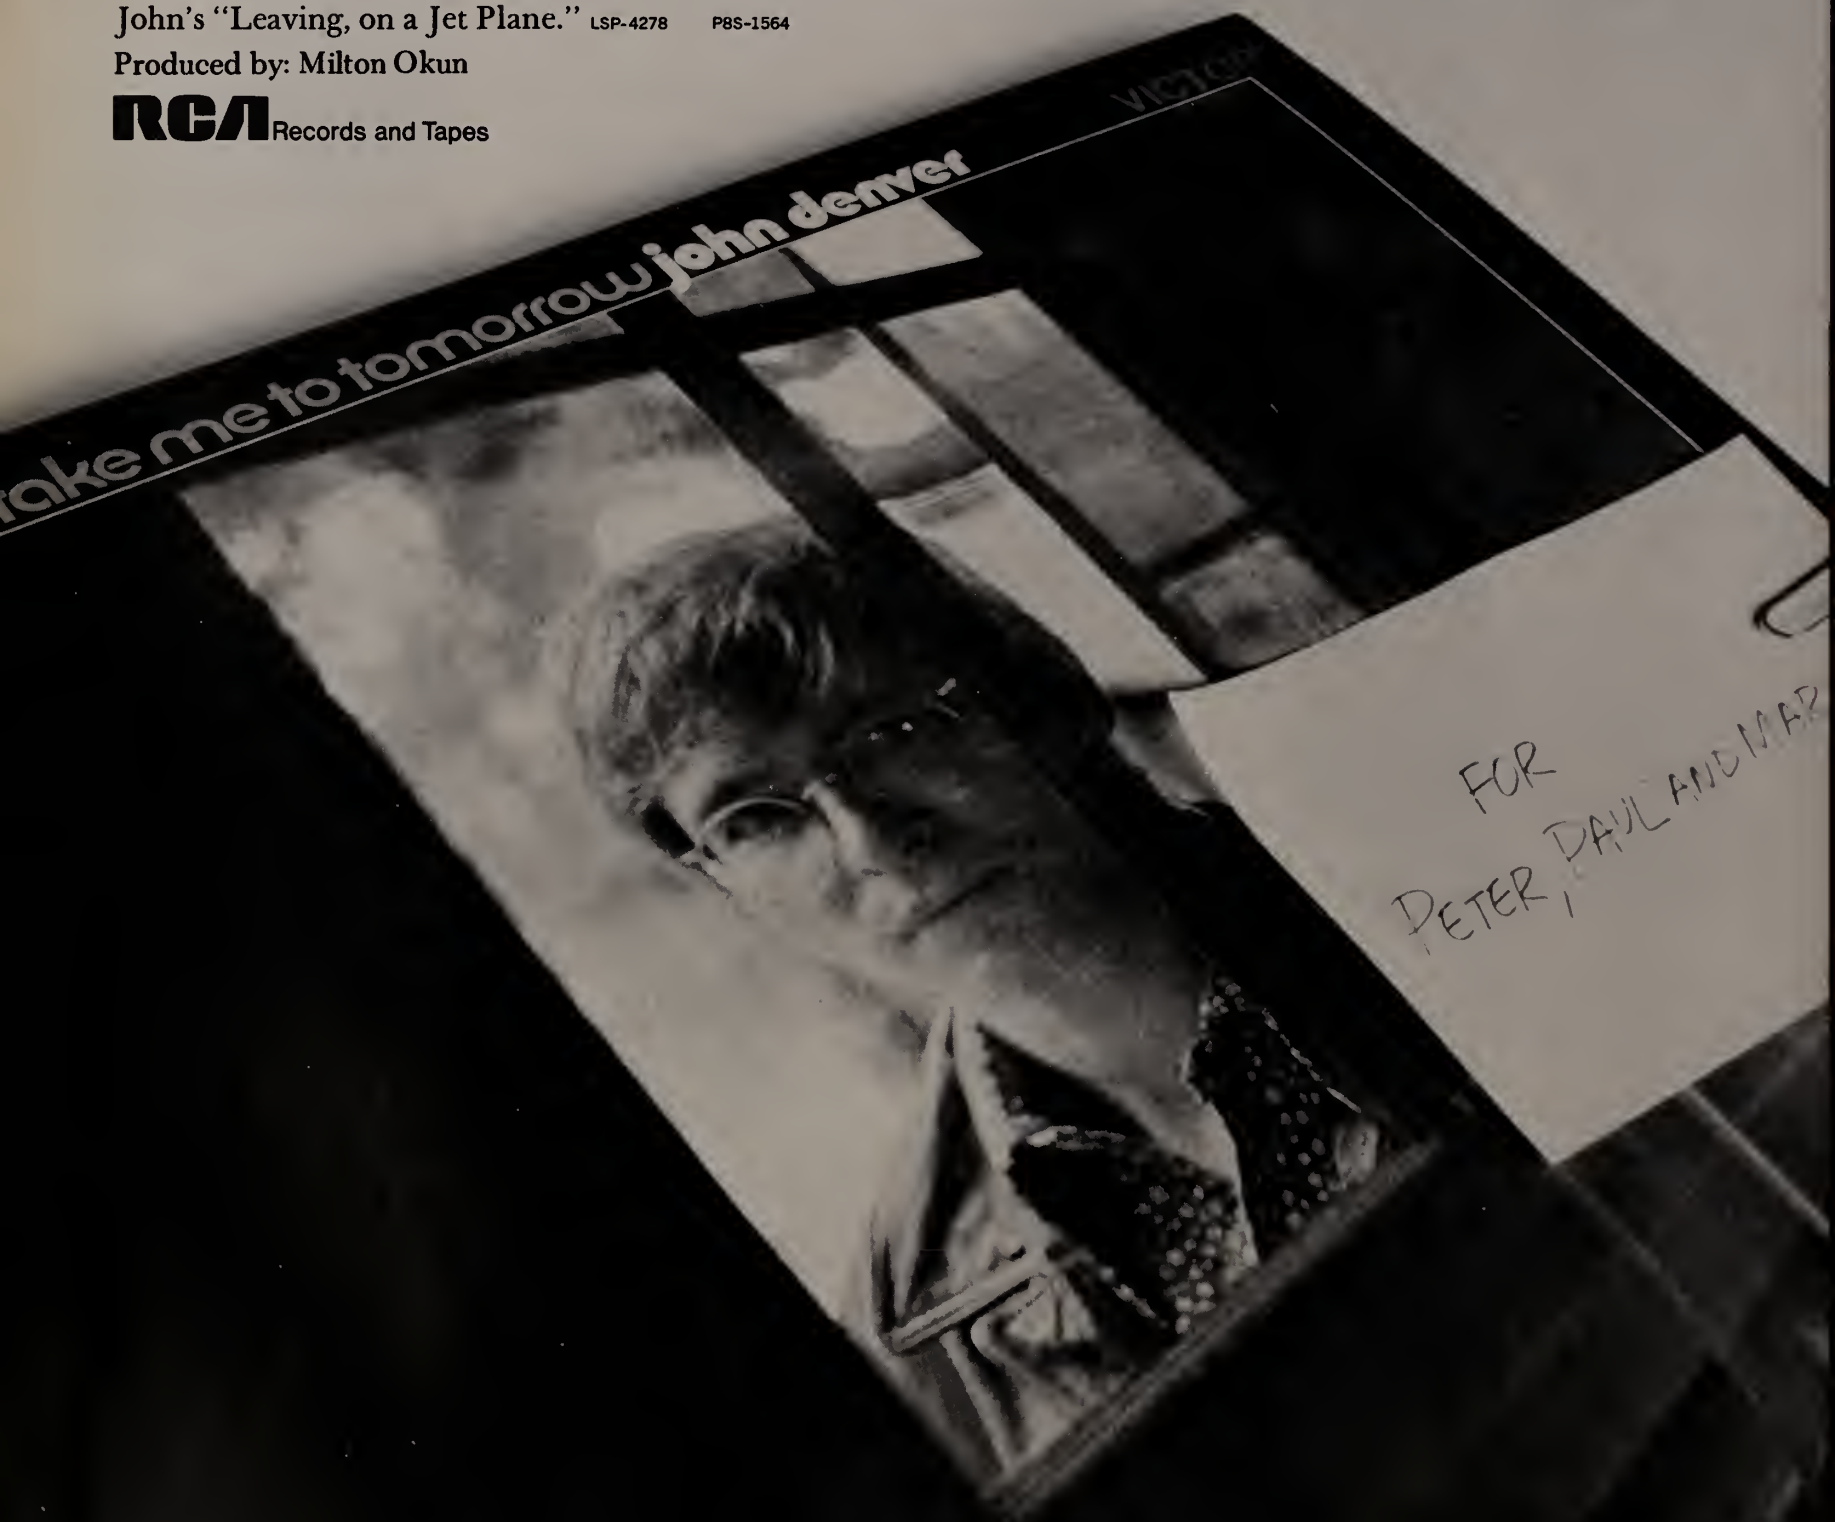 John's “Leaving, on a Jet Plane.” LSP-4278 P8S-1564
Produced by: Milton Okun
RCA Records and Tapes
VICTOR
take me to tomorrow john denver
FOR
PETER, PAUL AND MAR